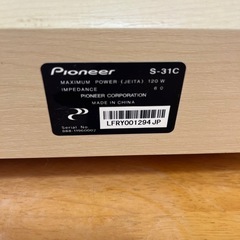 Pioneer S-31C
MAXIMUM POWER (JEITA) 120 W
IMPEDANCE 6 Ω
PIONEER CORPORATION
MADE IN CHINA
Serial No.
LFRY001294JP